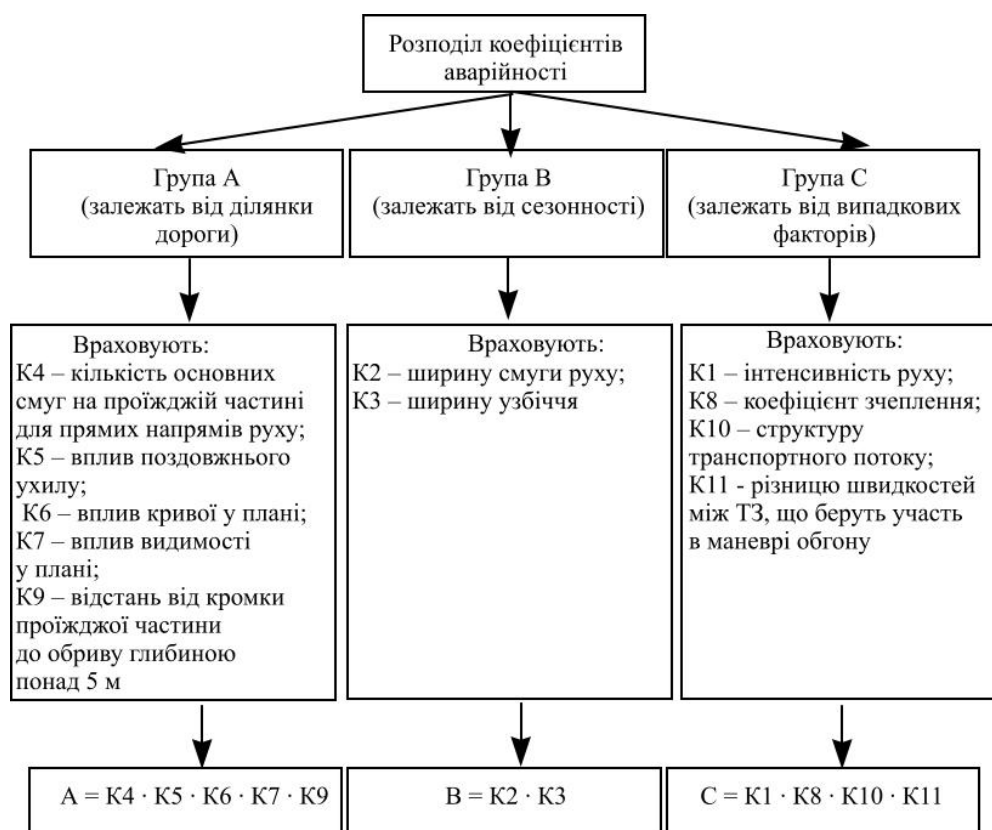 Розподіл коефіцієнтів
аварійності
Група А
(залежать від ділянки
дороги)
Група В
(залежать від сезонності)
Група С
(залежать від випадкових
факторів)
Враховують:
К4 – кількість основних
смуг на проїжджій частині
для прямих напрямів руху;
К5 – вплив поздовжнього
ухилу;
К6 – вплив кривої у плані;
К7 – вплив видимості
у плані;
К9 – відстань від кромки
проїжджої частини
до обриву глибиною
понад 5 м
Враховують:
К2 – ширину смуги руху;
К3 – ширину узбіччя
Враховують:
К1 – інтенсивність руху;
К8 – коефіцієнт зчеплення;
К10 – структуру
транспортного потоку;
К11 - різницю швидкостей
між ТЗ, що беруть участь
в маневрі обгону
А = К4 · К5 · К6 · К7 · К9
В = К2 · К3
С = К1 · К8 · К10 · К11